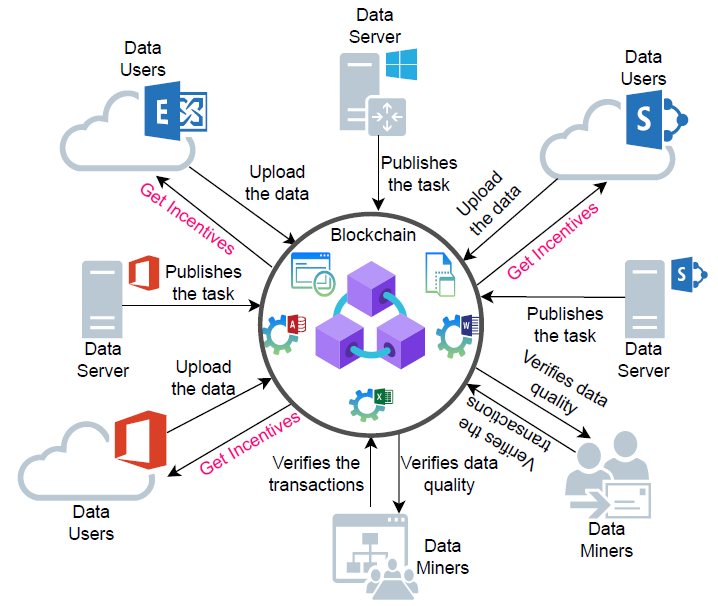 Data
Server
Data
Users
Data
Users
Publishes
the task
Upload
the data
Get Incentives
Upload
the data
Get Incentives
Blockchain
Publishes
the task
Data
Server
Publishes
the task
Data
Server
Upload
the data
Get Incentives
Data
Users
Verifies data
quality
Verifies the
transactions
Data
Miners
Verifies the
transactions
Verifies data
quality
Data
Miners
E
S
S
A
W
X